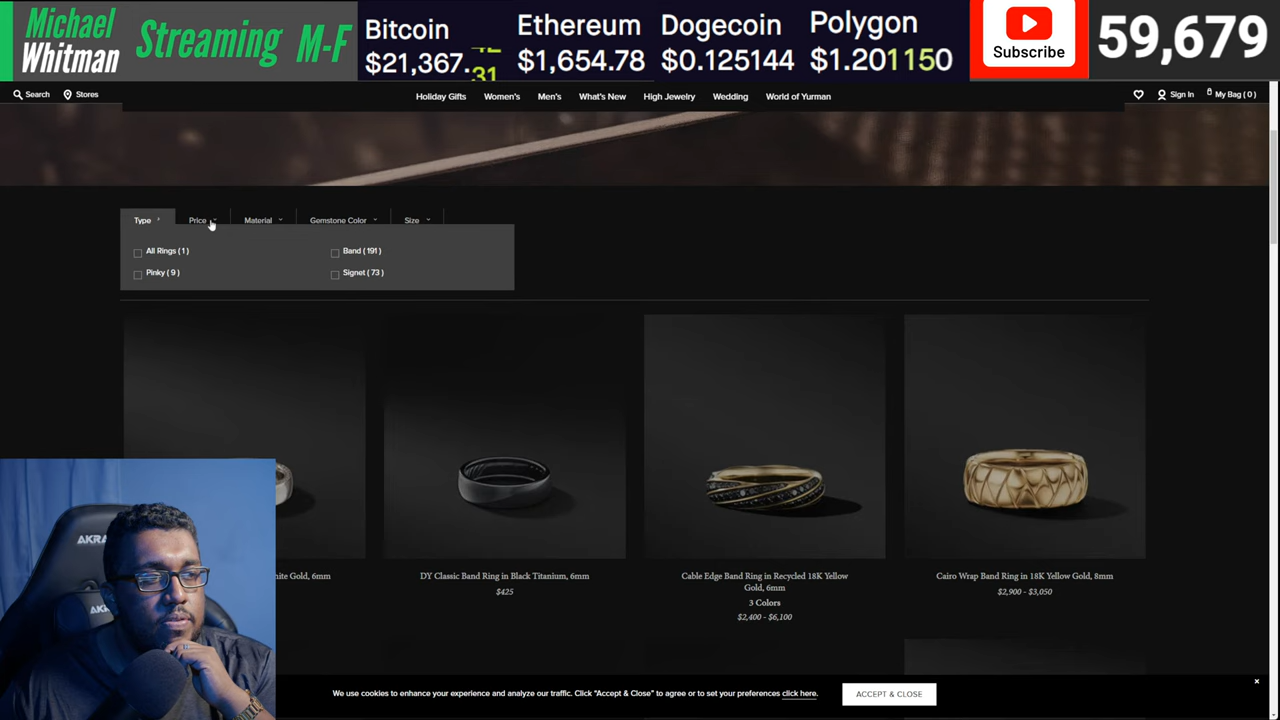 Michael
Whitman
Streaming M-F
Bitcoin
$21,367.
Ethereum
$1,654.78
Dogecoin
$0.125144
Polygon
$1.201150
Subscribe
59,679
Search
Stores
Holiday Gifts
Women's
Men's
What's New
High Jewelry
Wedding
World of Yurman
Sign In
My Bag ( 0 )
Type
Price
Material
Gemstone Color
Size
All Rings ( 1 )
Band ( 191 )
Pinky ( 9 )
Signet ( 73 )
AKRA
AK
Gold, 6mm
DY Classic Band Ring in Black Titanium, 6mm
$425
Cable Edge Band Ring in Recycled 18K Yellow
Gold, 6mm
3 Colors
$2,400 - $6,100
Cairo Wrap Band Ring in 18K Yellow Gold, 8mm
$2,900 - $3,050
We use cookies to enhance your experience and analyze our traffic. Click "Accept & Close" to agree or to set your preferences click here.
ACCEPT & CLOSE